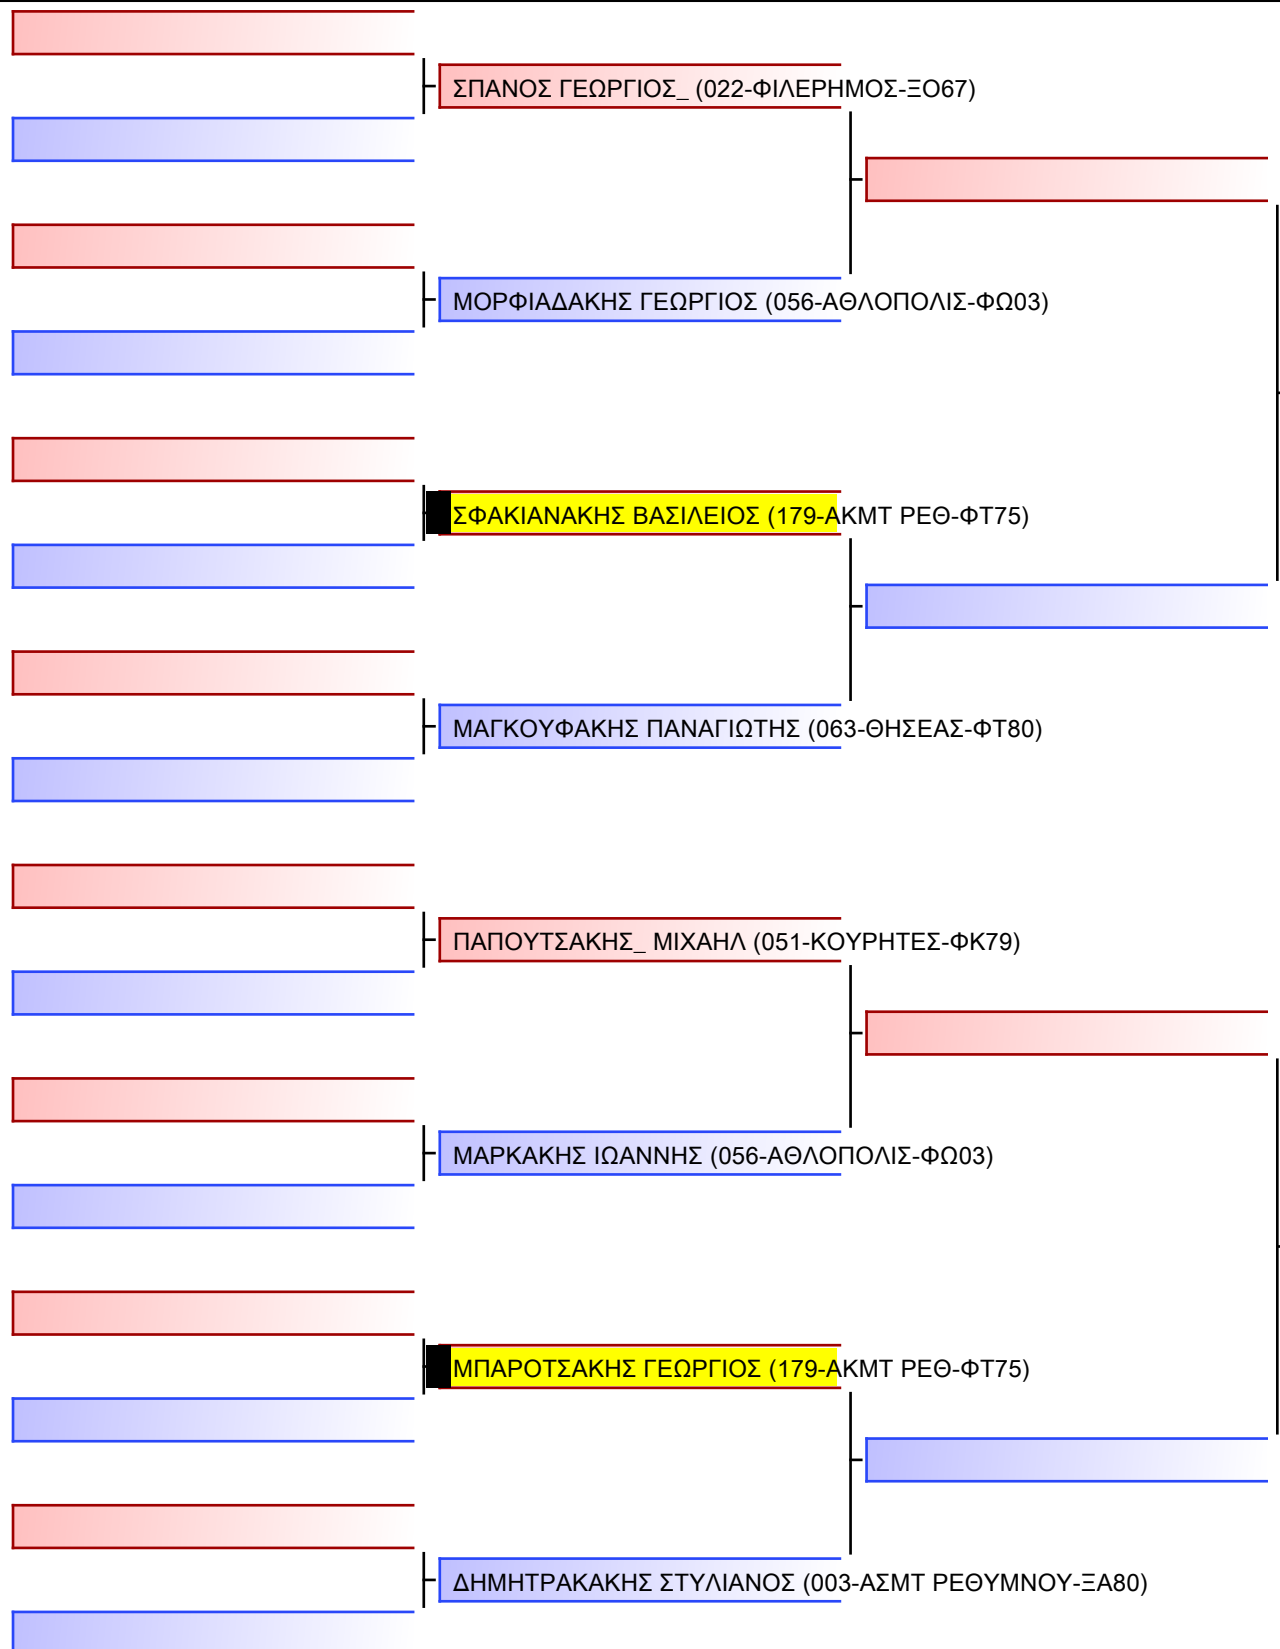 ΣΠΑΝΟΣ ΓΕΩΡΓΙΟΣ_ (022-ΦΙΛΕΡΗΜΟΣ-ΞΟ67)
ΜΟΡΦΙΑΔΑΚΗΣ ΓΕΩΡΓΙΟΣ (056-ΑΘΛΟΠΟΛΙΣ-ΦΩ03)
ΣΦΑΚΙΑΝΑΚΗΣ ΒΑΣΙΛΕΙΟΣ (179-ΑΚΜΤ ΡΕΘ-ΦΤ75)
ΜΑΓΚΟΥΦΑΚΗΣ ΠΑΝΑΓΙΩΤΗΣ (063-ΘΗΣΕΑΣ-ΦΤ80)
ΠΑΠΟΥΤΣΑΚΗΣ_ ΜΙΧΑΗΛ (051-ΚΟΥΡΗΤΕΣ-ΦΚ79)
ΜΑΡΚΑΚΗΣ ΙΩΑΝΝΗΣ (056-ΑΘΛΟΠΟΛΙΣ-ΦΩ03)
ΜΠΑΡΟΤΣΑΚΗΣ ΓΕΩΡΓΙΟΣ (179-ΑΚΜΤ ΡΕΘ-ΦΤ75)
ΔΗΜΗΤΡΑΚΑΚΗΣ ΣΤΥΛΙΑΝΟΣ (003-ΑΣΜΤ ΡΕΘΥΜΝΟΥ-ΞΑ80)